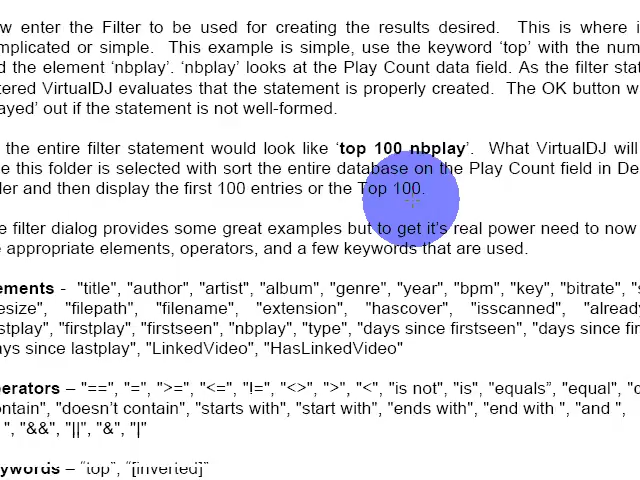 w enter the Filter to be used for creating the results desired. This is where i
mplicated or simple. This example is simple, use the keyword ‘top’ with the num
d the element ‘nbplay’. ‘nbplay’ looks at the Play Count data field. As the filter stat
tered VirtualDJ evaluates that the statement is properly created. The OK button w
ayed’ out if the statement is not well-formed.
the entire filter statement would look like ‘top 100 nbplay’. What VirtualDJ will
e this folder is selected with sort the entire database on the Play Count field in De
ler and then display the first 100 entries or the Top 100.
e filter dialog provides some great examples but to get it’s real power need to now
e appropriate elements, operators, and a few keywords that are used.
ements - "title", "author", "artist", "album", "genre", "year", "bpm", "key", "bitrate", "s
esize", "filepath", "filename", "extension", "hascover", "isscanned", "already
stplay", "firstplay", "firstseen", "nbplay", "type", "days since firstseen", "days since fir
ays since lastplay", "LinkedVideo", "HasLinkedVideo"
perators – "==", "=", ">=", "<=", "!=", "<>", ">", "<", "is not", "is", "equals”, "equal", "c
ontain", "doesn’t contain", "starts with", "start with", "ends with", "end with ", "and ",
", "&&", "||", "&", "|"
ywords – “top”, “[inverted]”